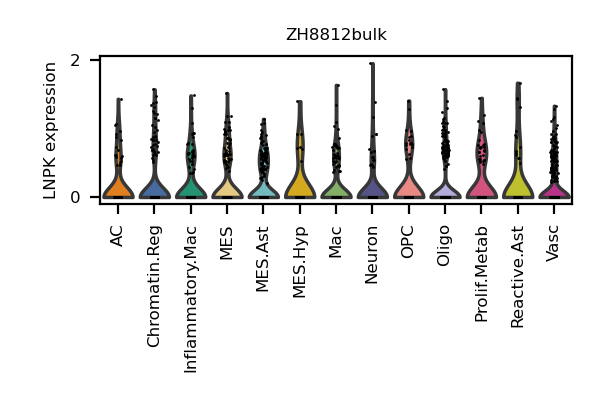 ZH8812bulk
LNPK expression
2
0
AC
Chromatin.Reg
Inflammatory.Mac
MES
MES.Ast
MES.Hyp
Mac
Neuron
OPC
Oligo
Prolif.Metab
Reactive.Ast
Vasc